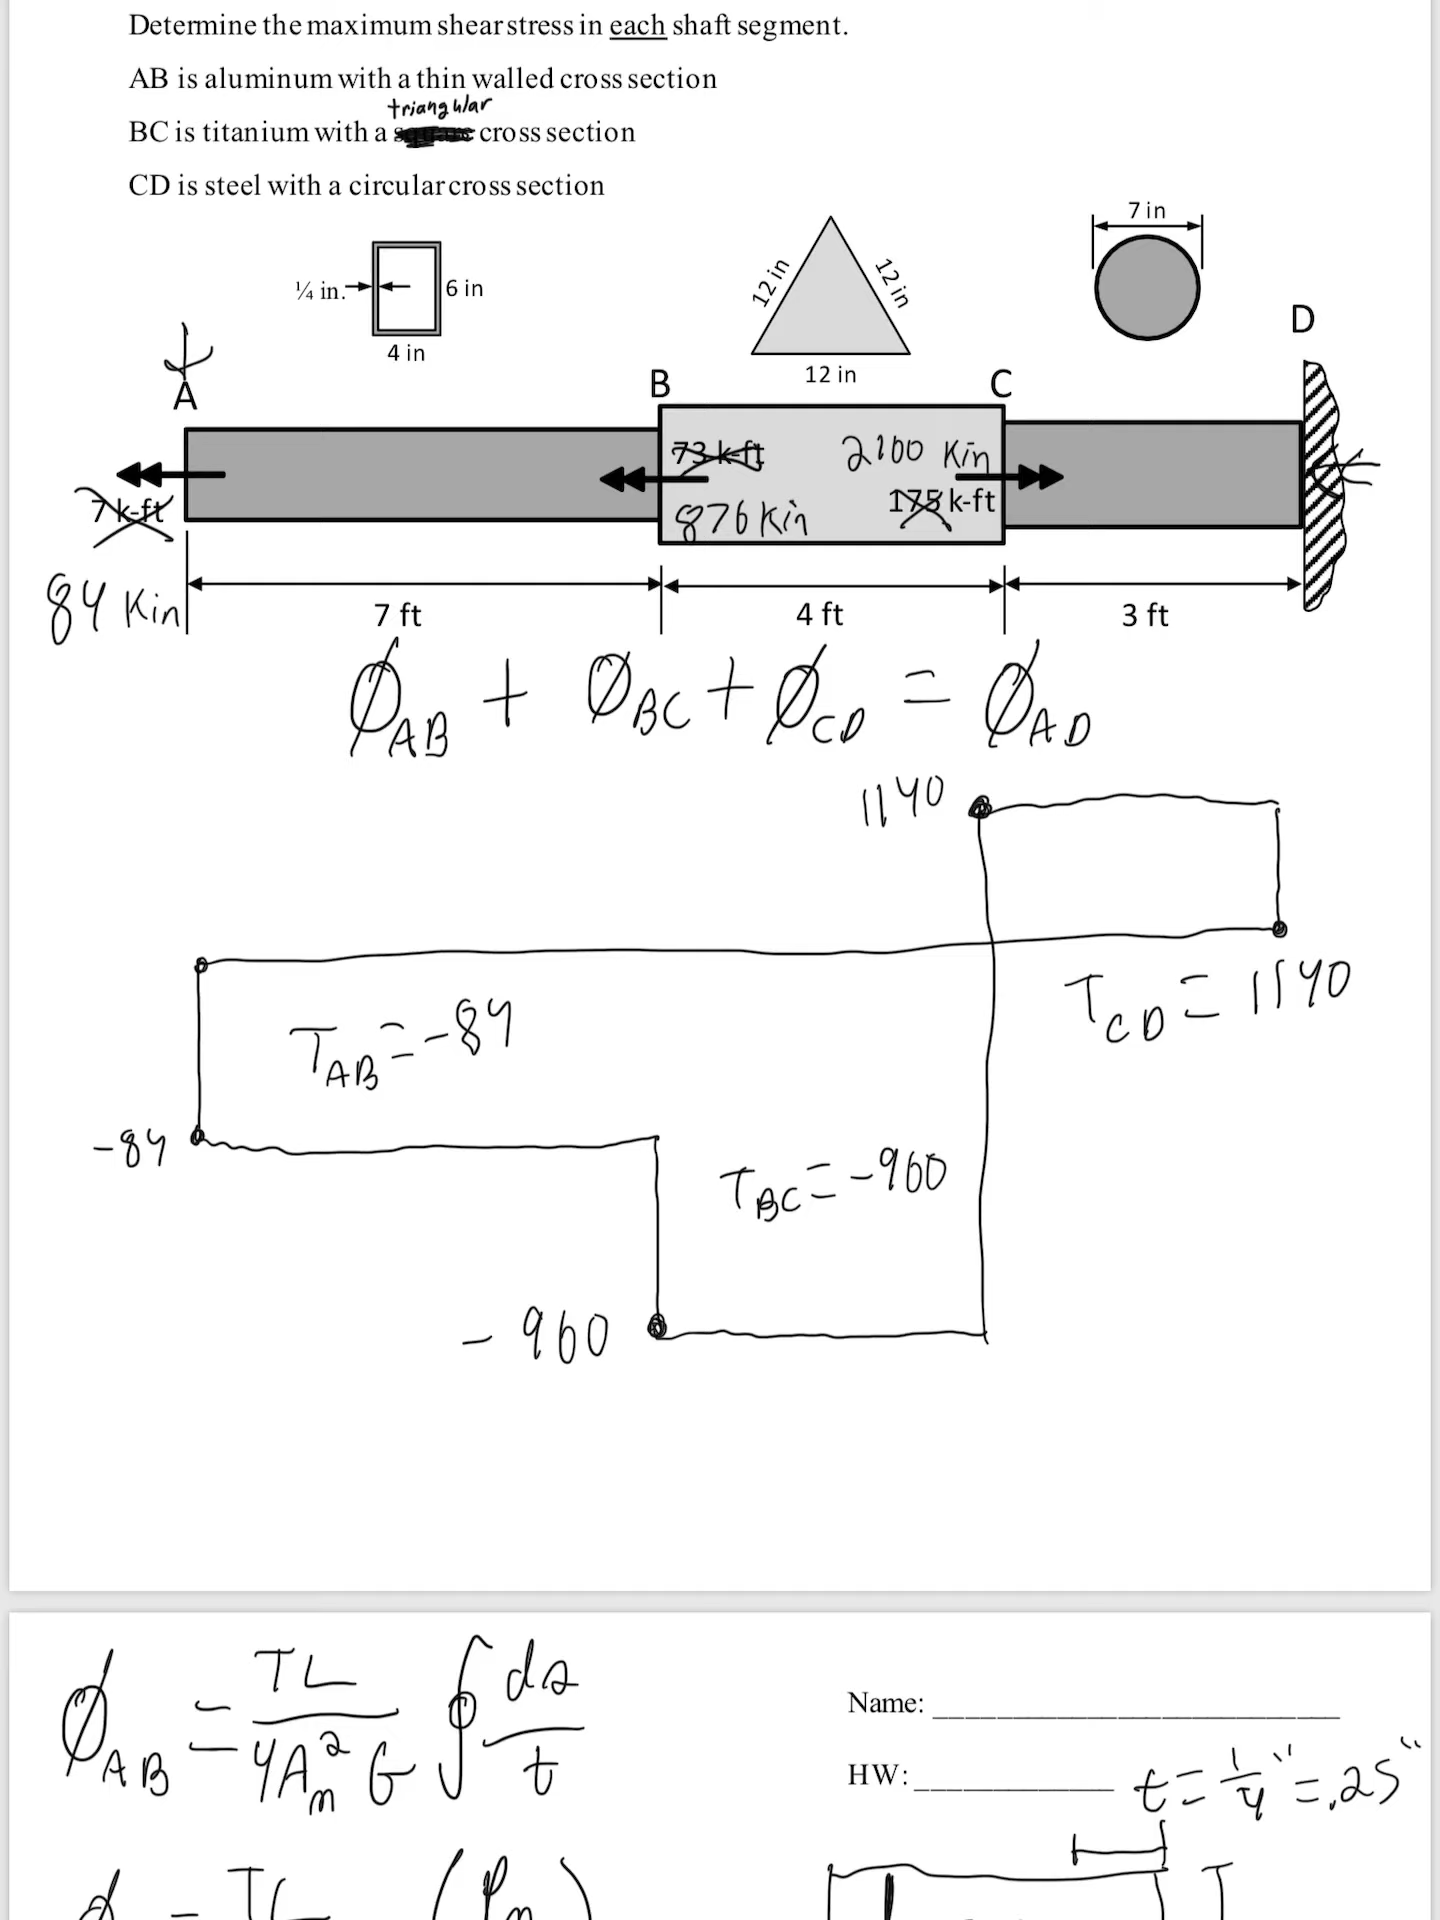 Determine the maximum shear stress in each shaft segment.
AB is aluminum with a thin walled cross section
triangular
BC is titanium with a cross section
CD is steel with a circular cross section
7 in
12 in
12 in
¼ in.
6 in
4 in
12 in
D
A
B
C
73 k-ft
2100 Kin
7 k-ft
876 Kin
175 k-ft
84 Kin
7 ft
4 ft
3 ft
ØAB + ØBC + ØCD = ØAD
1140
TAB = -84
TCD = 1140
-84
TBC = -960
- 960
ØAB = TL / 4Am² G ∮ ds / t
Name:
HW:
t = 1/4" = .25"